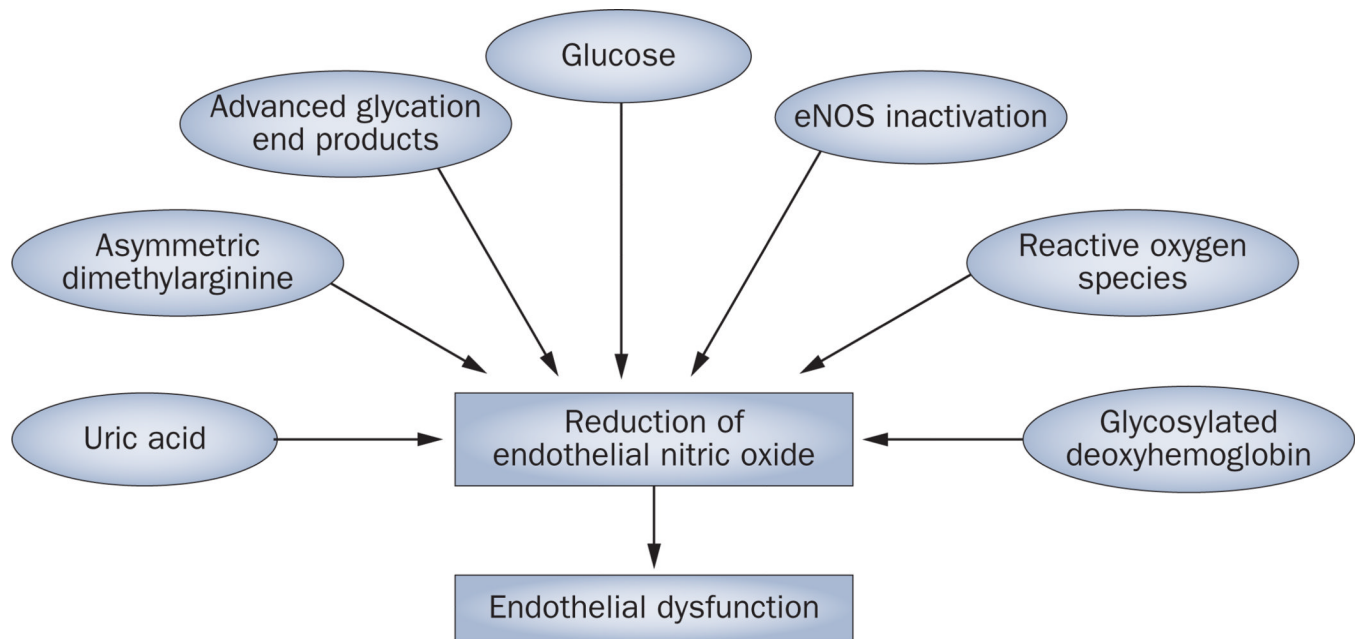 Glucose
Advanced glycation
end products
eNOS inactivation
Asymmetric
dimethylarginine
Reactive oxygen
species
Uric acid
Reduction of
endothelial nitric oxide
Glycosylated
deoxyhemoglobin
Endothelial dysfunction